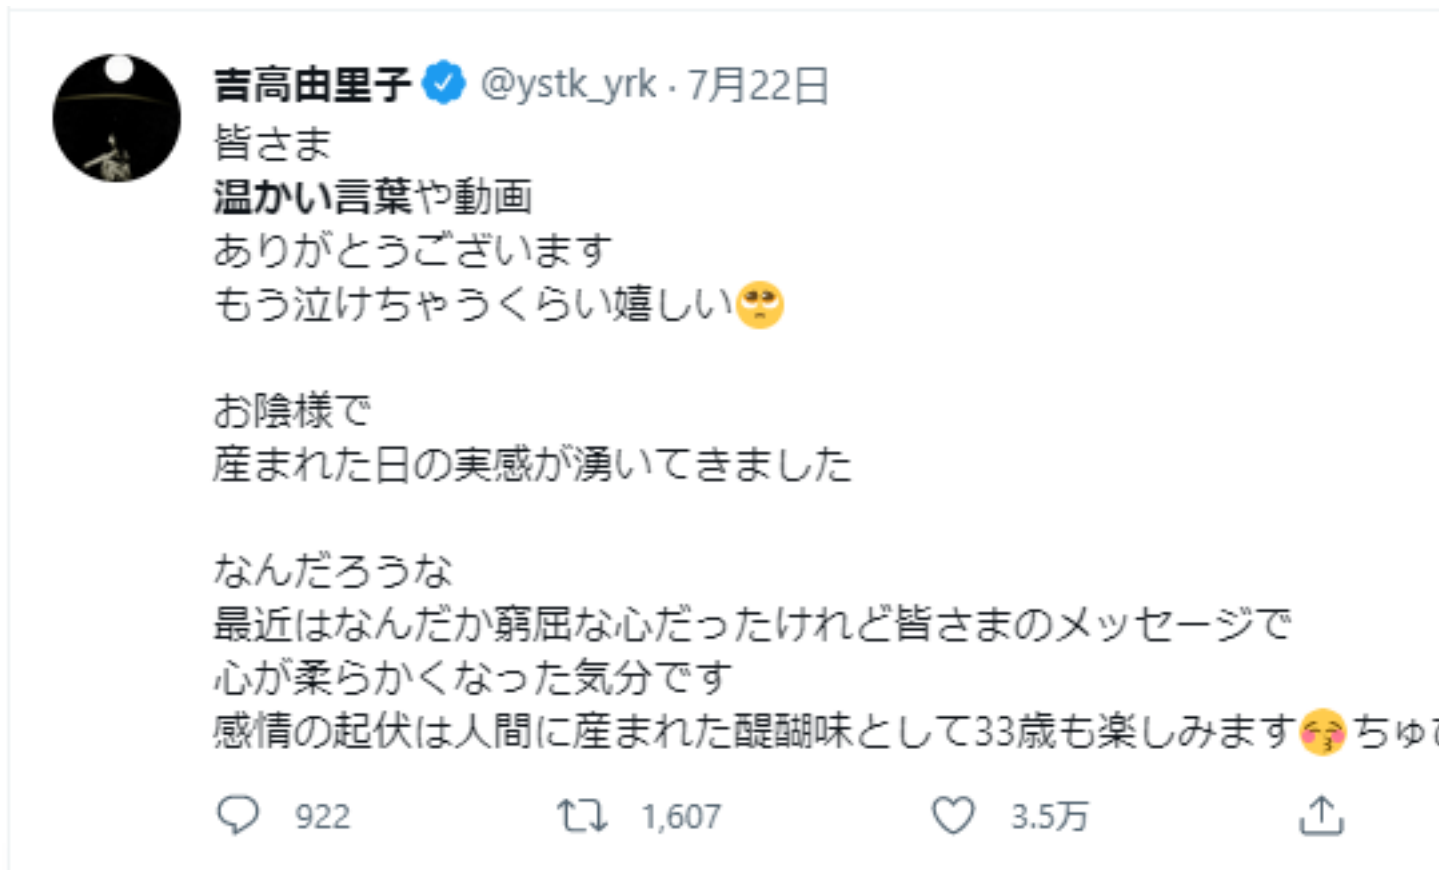 吉高由里子 @ystk_yrk · 7月22日
皆さま
温かい言葉や動画
ありがとうございます
もう泣けちゃうくらい嬉しい🥺
お陰様で
産まれた日の実感が湧いてきました
なんだろうな
最近はなんだか窮屈な心だったけれど皆さまのメッセージで
心が柔らかくなった気分です
感情の起伏は人間に産まれた醍醐味として33歳も楽しみます😚ちゅ
922 1,607 3.5万